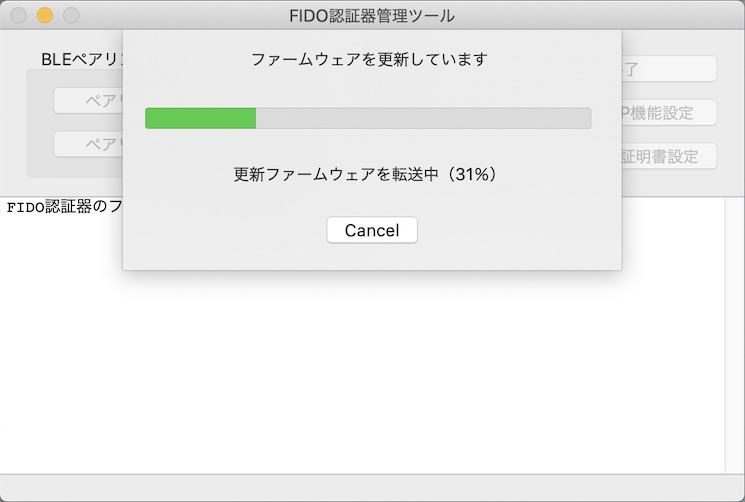 FIDO認証器管理ツール
BLEペアリン
ファームウェアを更新しています
了
ペアリ
P機能設定
ペアリ
証明書設定
更新ファームウェアを転送中（31%）
FIDO認証器のフ
Cancel